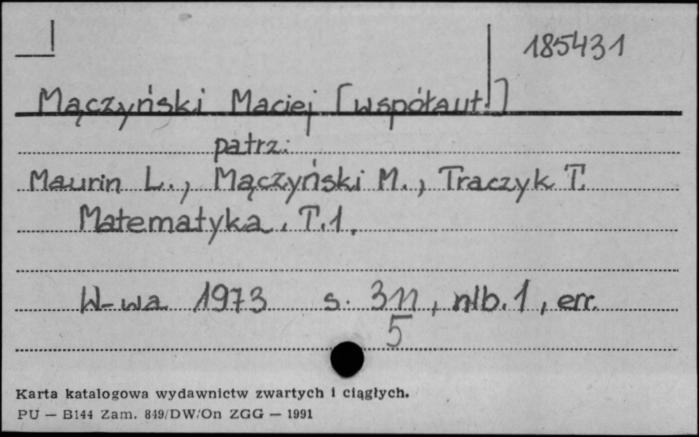 185431
Mączyński Maciej [współaut.]
patrz:
Maurin L., Mączyński M., Traczyk T.
Matematyka. T.1.
W-wa 1973 s. 311, nlb.1, err.
5
Karta katalogowa wydawnictw zwartych i ciągłych.
PU — B144 Zam. 849/DW/On ZGG — 1991